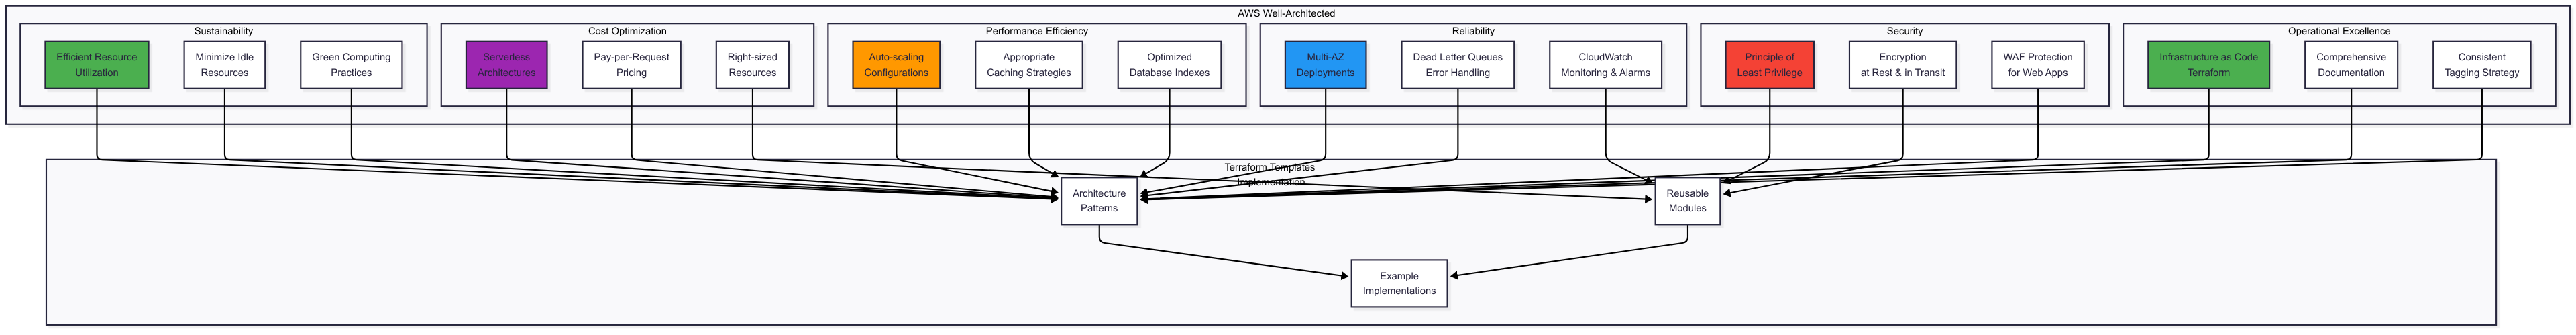 AWS Well-Architected
Sustainability
Efficient Resource
Utilization
Minimize Idle
Resources
Green Computing
Practices
Cost Optimization
Serverless
Architectures
Pay-per-Request
Pricing
Right-sized
Resources
Performance Efficiency
Auto-scaling
Configurations
Appropriate
Caching Strategies
Optimized
Database Indexes
Reliability
Multi-AZ
Deployments
Dead Letter Queues
Error Handling
CloudWatch
Monitoring & Alarms
Security
Principle of
Least Privilege
Encryption
at Rest & in Transit
WAF Protection
for Web Apps
Operational Excellence
Infrastructure as Code
Terraform
Comprehensive
Documentation
Consistent
Tagging Strategy
Terraform Templates
Implementation
Architecture
Patterns
Reusable
Modules
Example
Implementations